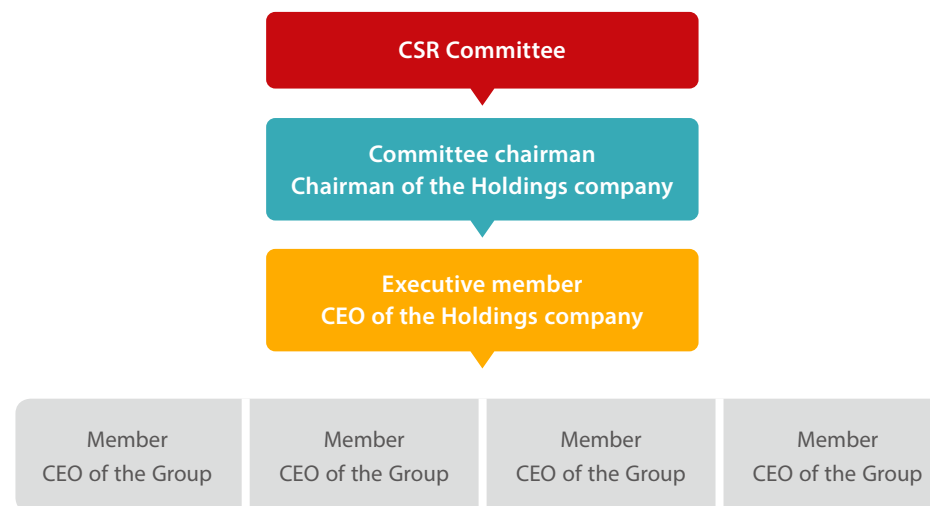 CSR Committee
Committee chairman
Chairman of the Holdings company
Executive member
CEO of the Holdings company
Member
CEO of the Group
Member
CEO of the Group
Member
CEO of the Group
Member
CEO of the Group